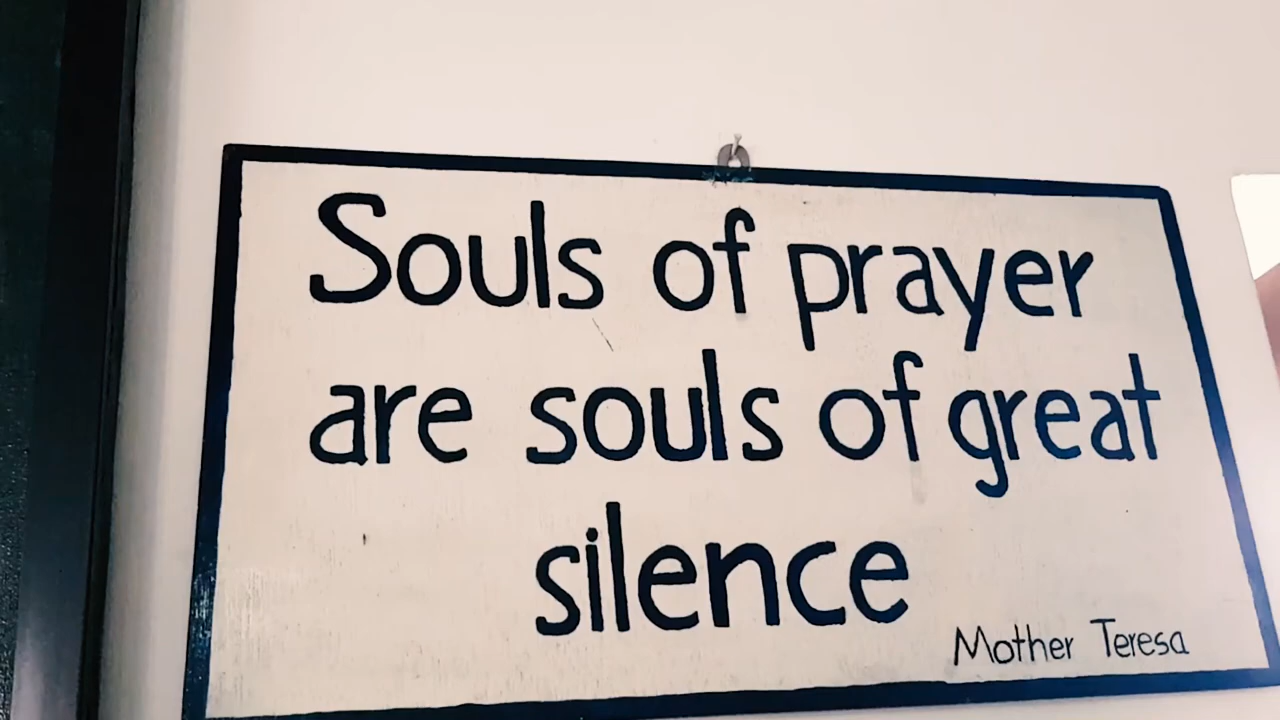 Souls of prayer
are souls of great
silence
Mother Teresa